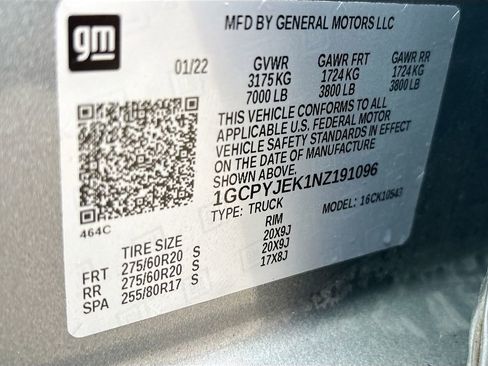 gm
MFD BY GENERAL MOTORS LLC
01/22 GVWR GAWR FRT GAWR RR
3175 KG 1724 KG 1724 KG
7000 LB 3800 LB 3800 LB
THIS VEHICLE CONFORMS TO ALL
APPLICABLE U.S. FEDERAL MOTOR
VEHICLE SAFETY STANDARDS IN EFFECT
ON THE DATE OF MANUFACTURE
1GCPYJEK1NZ191096
464C TYPE: TRUCK MODEL: 16CK10543
TIRE SIZE RIM
FRT 275/60R20 S 20X9J
RR 275/60R20 S 20X9J
SPA 255/80R17 S 17X8J